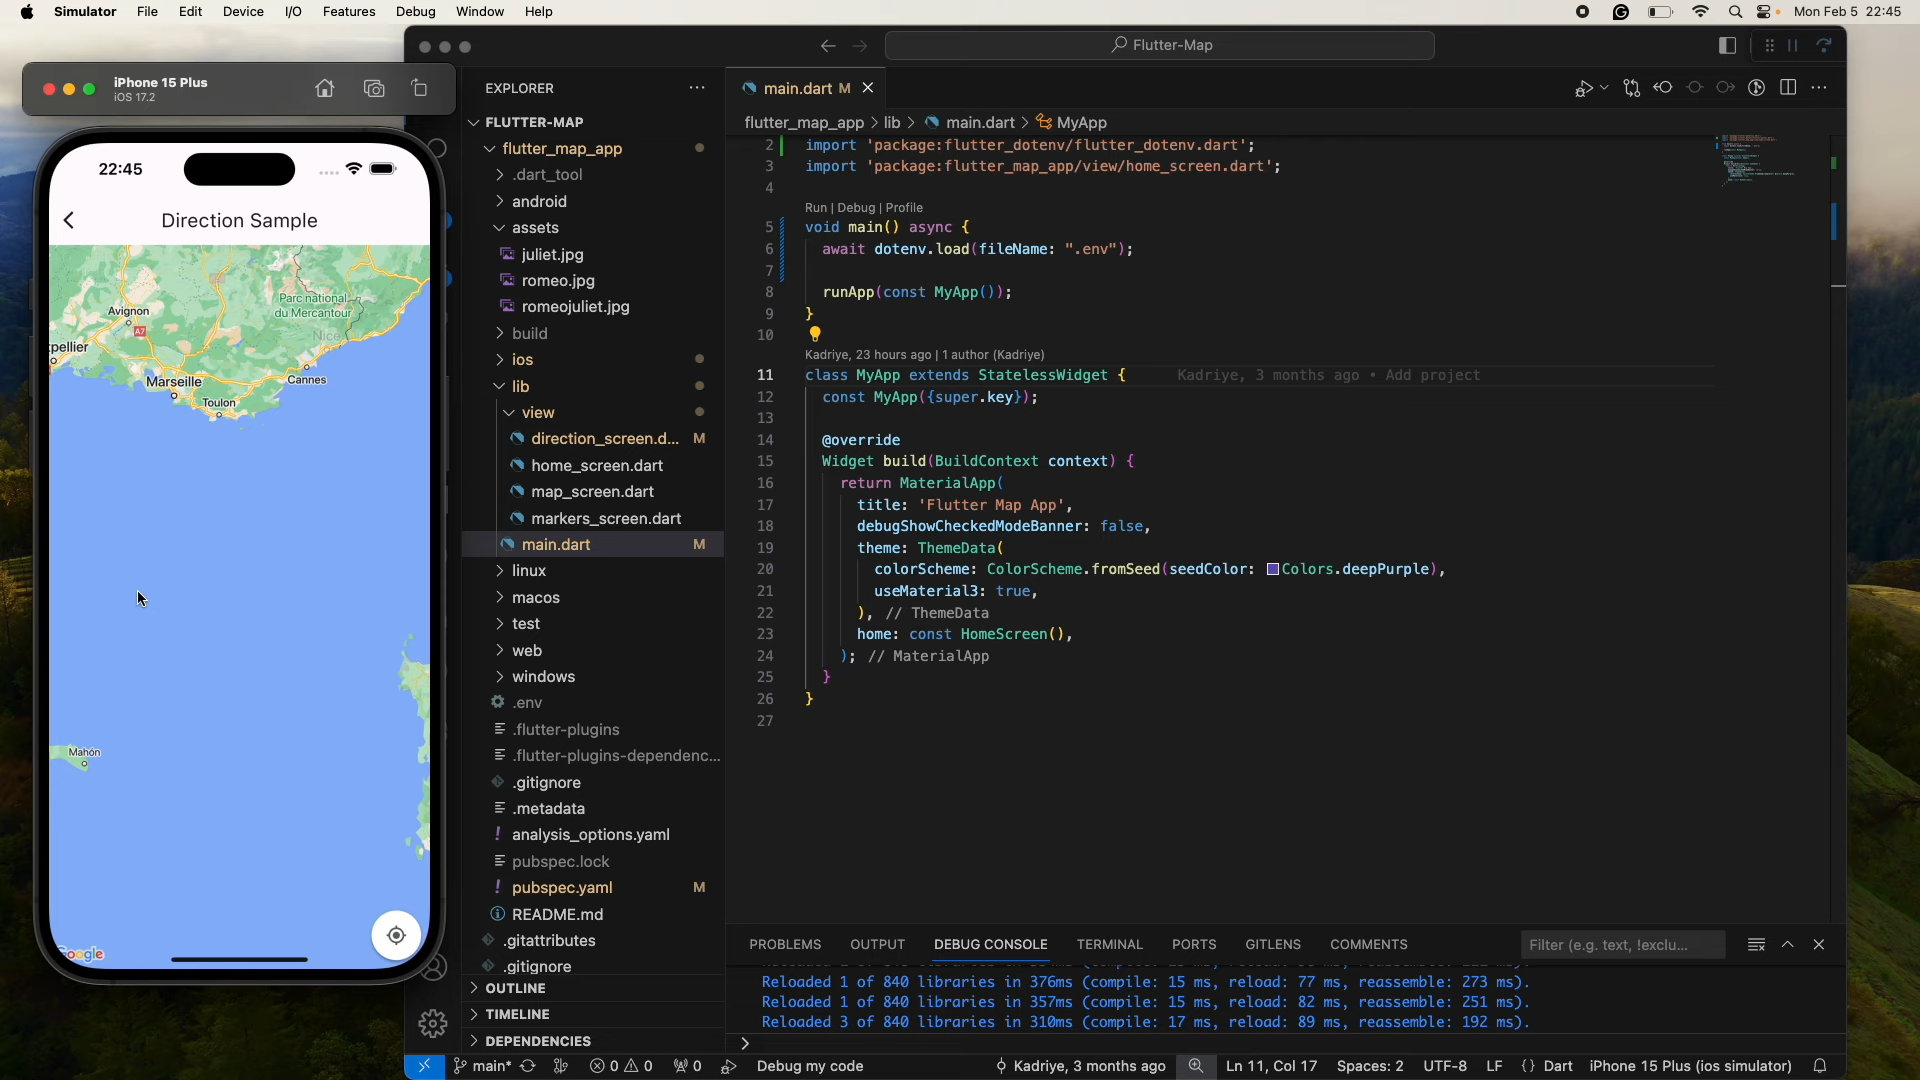 Simulator File Edit Device I/O Features Debug Window Help
Mon Feb 5 22:45
Flutter-Map
iPhone 15 Plus
iOS 17.2
22:45
Direction Sample
Parc national
du Mercantour
Avignon
A7
Nice
pellier
Marseille
Cannes
Toulon
Mahón
EXPLORER
FLUTTER-MAP
flutter_map_app
.dart_tool
android
assets
juliet.jpg
romeo.jpg
romeojuliet.jpg
build
ios
lib
view
direction_screen.d... M
home_screen.dart
map_screen.dart
markers_screen.dart
main.dart M
linux
macos
test
web
windows
.env
.flutter-plugins
.flutter-plugins-dependenc...
.gitignore
.metadata
analysis_options.yaml
pubspec.lock
pubspec.yaml M
README.md
.gitattributes
.gitignore
OUTLINE
TIMELINE
DEPENDENCIES
main.dart M
flutter_map_app > lib > main.dart > MyApp
2 import 'package:flutter_dotenv/flutter_dotenv.dart';
3 import 'package:flutter_map_app/view/home_screen.dart';
4
Run | Debug | Profile
5 void main() async {
6 await dotenv.load(fileName: ".env");
7
8 runApp(const MyApp());
9 }
10
Kadriye, 23 hours ago | 1 author (Kadriye)
11 class MyApp extends StatelessWidget { Kadriye, 3 months ago • Add project
12 const MyApp({super.key});
13
14 @override
15 Widget build(BuildContext context) {
16 return MaterialApp(
17 title: 'Flutter Map App',
18 debugShowCheckedModeBanner: false,
19 theme: ThemeData(
20 colorScheme: ColorScheme.fromSeed(seedColor: Colors.deepPurple),
21 useMaterial3: true,
22 ), // ThemeData
23 home: const HomeScreen(),
24 ); // MaterialApp
25 }
26 }
27
PROBLEMS OUTPUT DEBUG CONSOLE TERMINAL PORTS GITLENS COMMENTS
Filter (e.g. text, !exclu...
Reloaded 1 of 840 libraries in 376ms (compile: 15 ms, reload: 77 ms, reassemble: 273 ms).
Reloaded 1 of 840 libraries in 357ms (compile: 15 ms, reload: 82 ms, reassemble: 251 ms).
Reloaded 3 of 840 libraries in 310ms (compile: 17 ms, reload: 89 ms, reassemble: 192 ms).
main* 0 0 0 Debug my code Kadriye, 3 months ago Ln 11, Col 17 Spaces: 2 UTF-8 LF {} Dart iPhone 15 Plus (ios simulator)